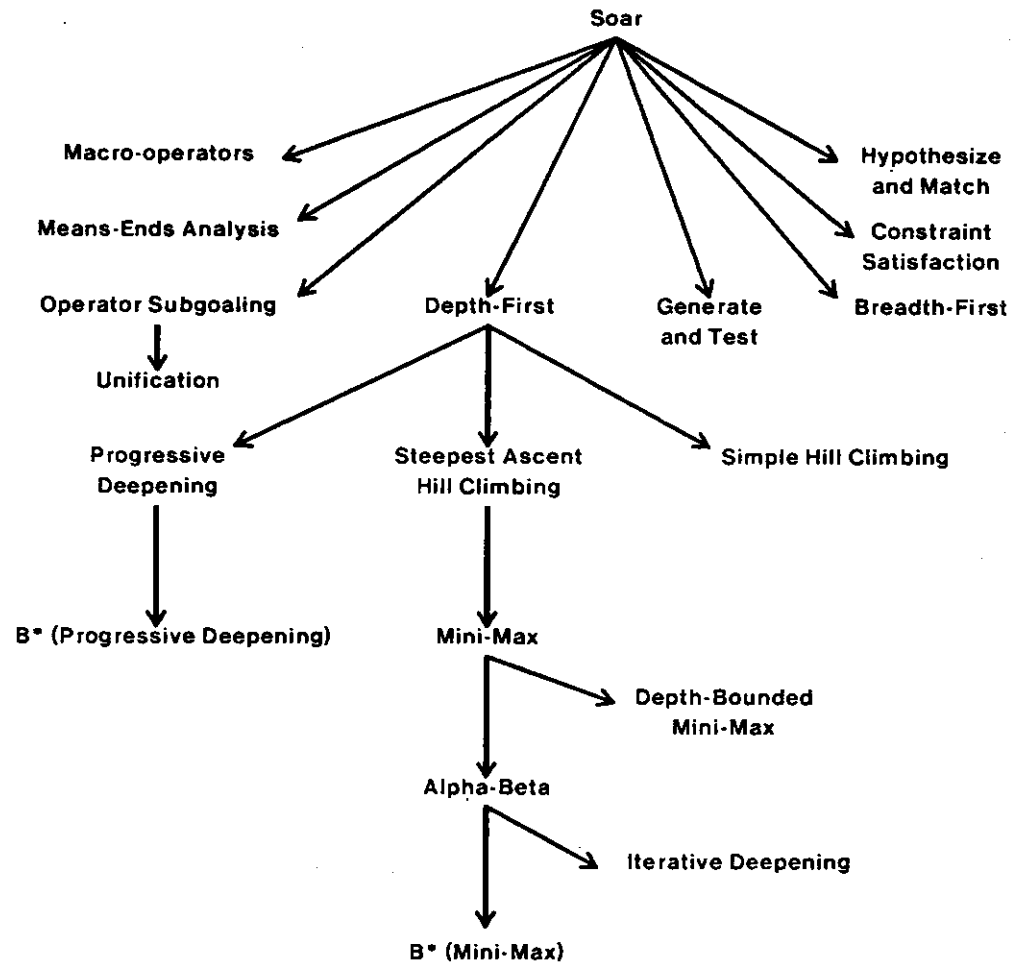 Soar
Macro-operators
Hypothesize
and Match
Means-Ends Analysis
Constraint
Satisfaction
Operator Subgoaling
Depth-First
Generate
and Test
Breadth-First
Unification
Progressive
Deepening
Steepest Ascent
Hill Climbing
Simple Hill Climbing
B* (Progressive Deepening)
Mini-Max
Depth-Bounded
Mini-Max
Alpha-Beta
Iterative Deepening
B* (Mini-Max)